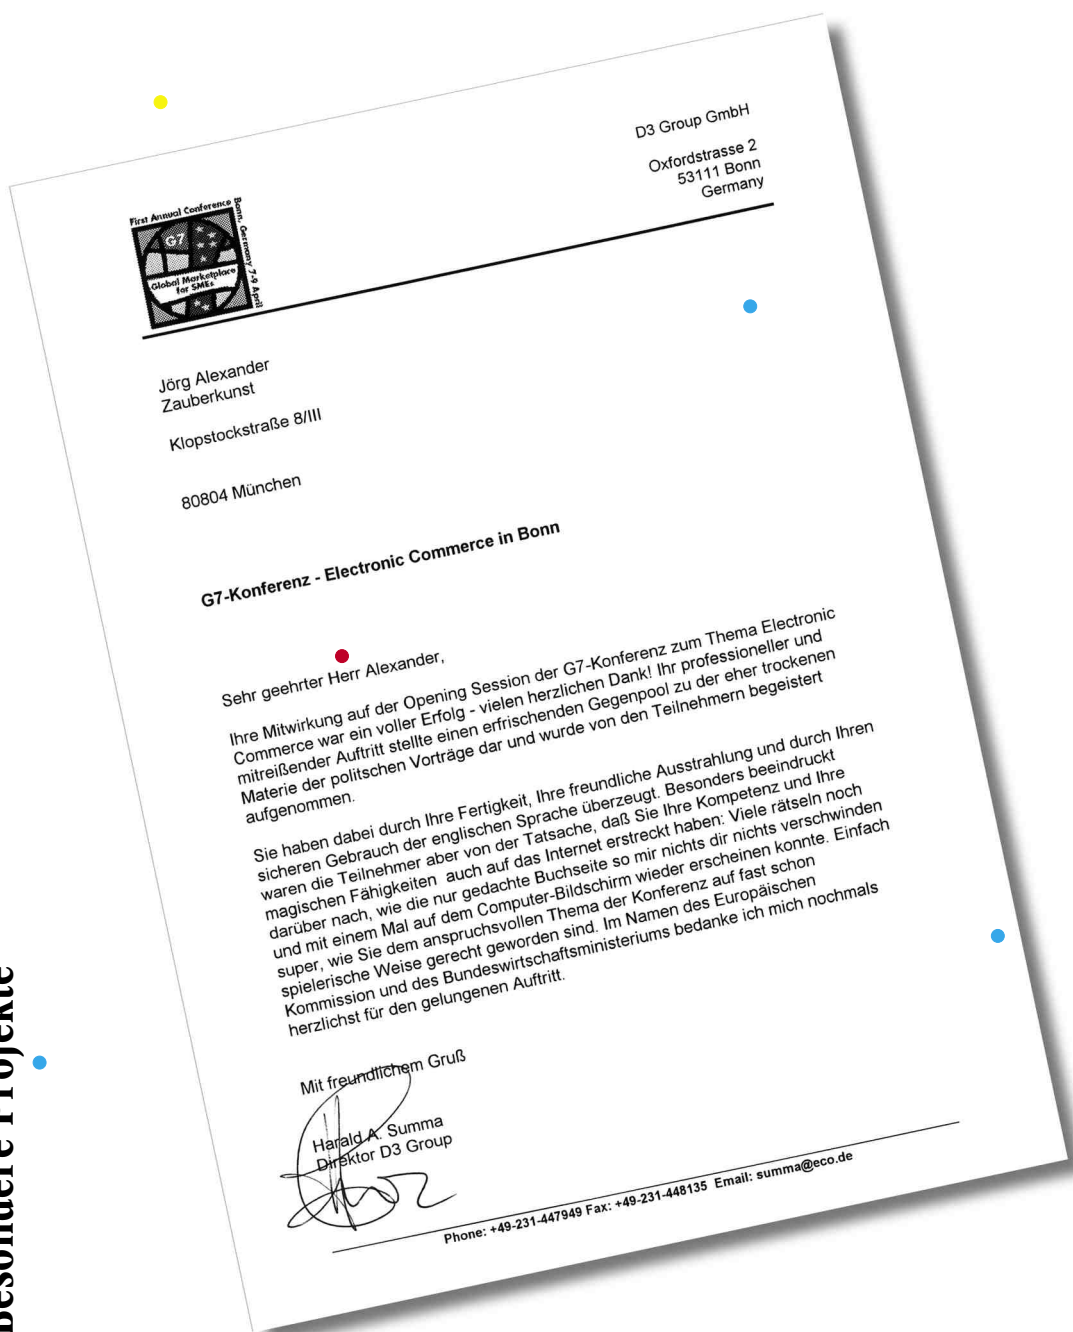 D3 Group GmbH
Oxfordstrasse 2
53111 Bonn
Germany
First Annual Conference
Bonn, Germany 7-9 April
G7
Global Marketplace
for SMEs
Jörg Alexander
Zauberkunst
Klopstockstraße 8/III
80804 München
G7-Konferenz - Electronic Commerce in Bonn
Sehr geehrter Herr Alexander,
Ihre Mitwirkung auf der Opening Session der G7-Konferenz zum Thema Electronic
Commerce war ein voller Erfolg - vielen herzlichen Dank! Ihr professioneller und
mitreißender Auftritt stellte einen erfrischenden Gegenpool zu der eher trockenen
Materie der politschen Vorträge dar und wurde von den Teilnehmern begeistert
aufgenommen.
Sie haben dabei durch Ihre Fertigkeit, Ihre freundliche Ausstrahlung und durch Ihren
sicheren Gebrauch der englischen Sprache überzeugt. Besonders beeindruckt
waren die Teilnehmer aber von der Tatsache, daß Sie Ihre Kompetenz und Ihre
magischen Fähigkeiten auch auf das Internet erstreckt haben: Viele rätseln noch
darüber nach, wie die nur gedachte Buchseite so mir nichts dir nichts verschwinden
und mit einem Mal auf dem Computer-Bildschirm wieder erscheinen konnte. Einfach
super, wie Sie dem anspruchsvollen Thema der Konferenz auf fast schon
spielerische Weise gerecht geworden sind. Im Namen des Europäischen
Kommission und des Bundeswirtschaftsministeriums bedanke ich mich nochmals
herzlichst für den gelungenen Auftritt.
Mit freundlichem Gruß
Harald A. Summa
Direktor D3 Group
Phone: +49-231-447949 Fax: +49-231-448135 Email: summa@eco.de
Besondere Projekte